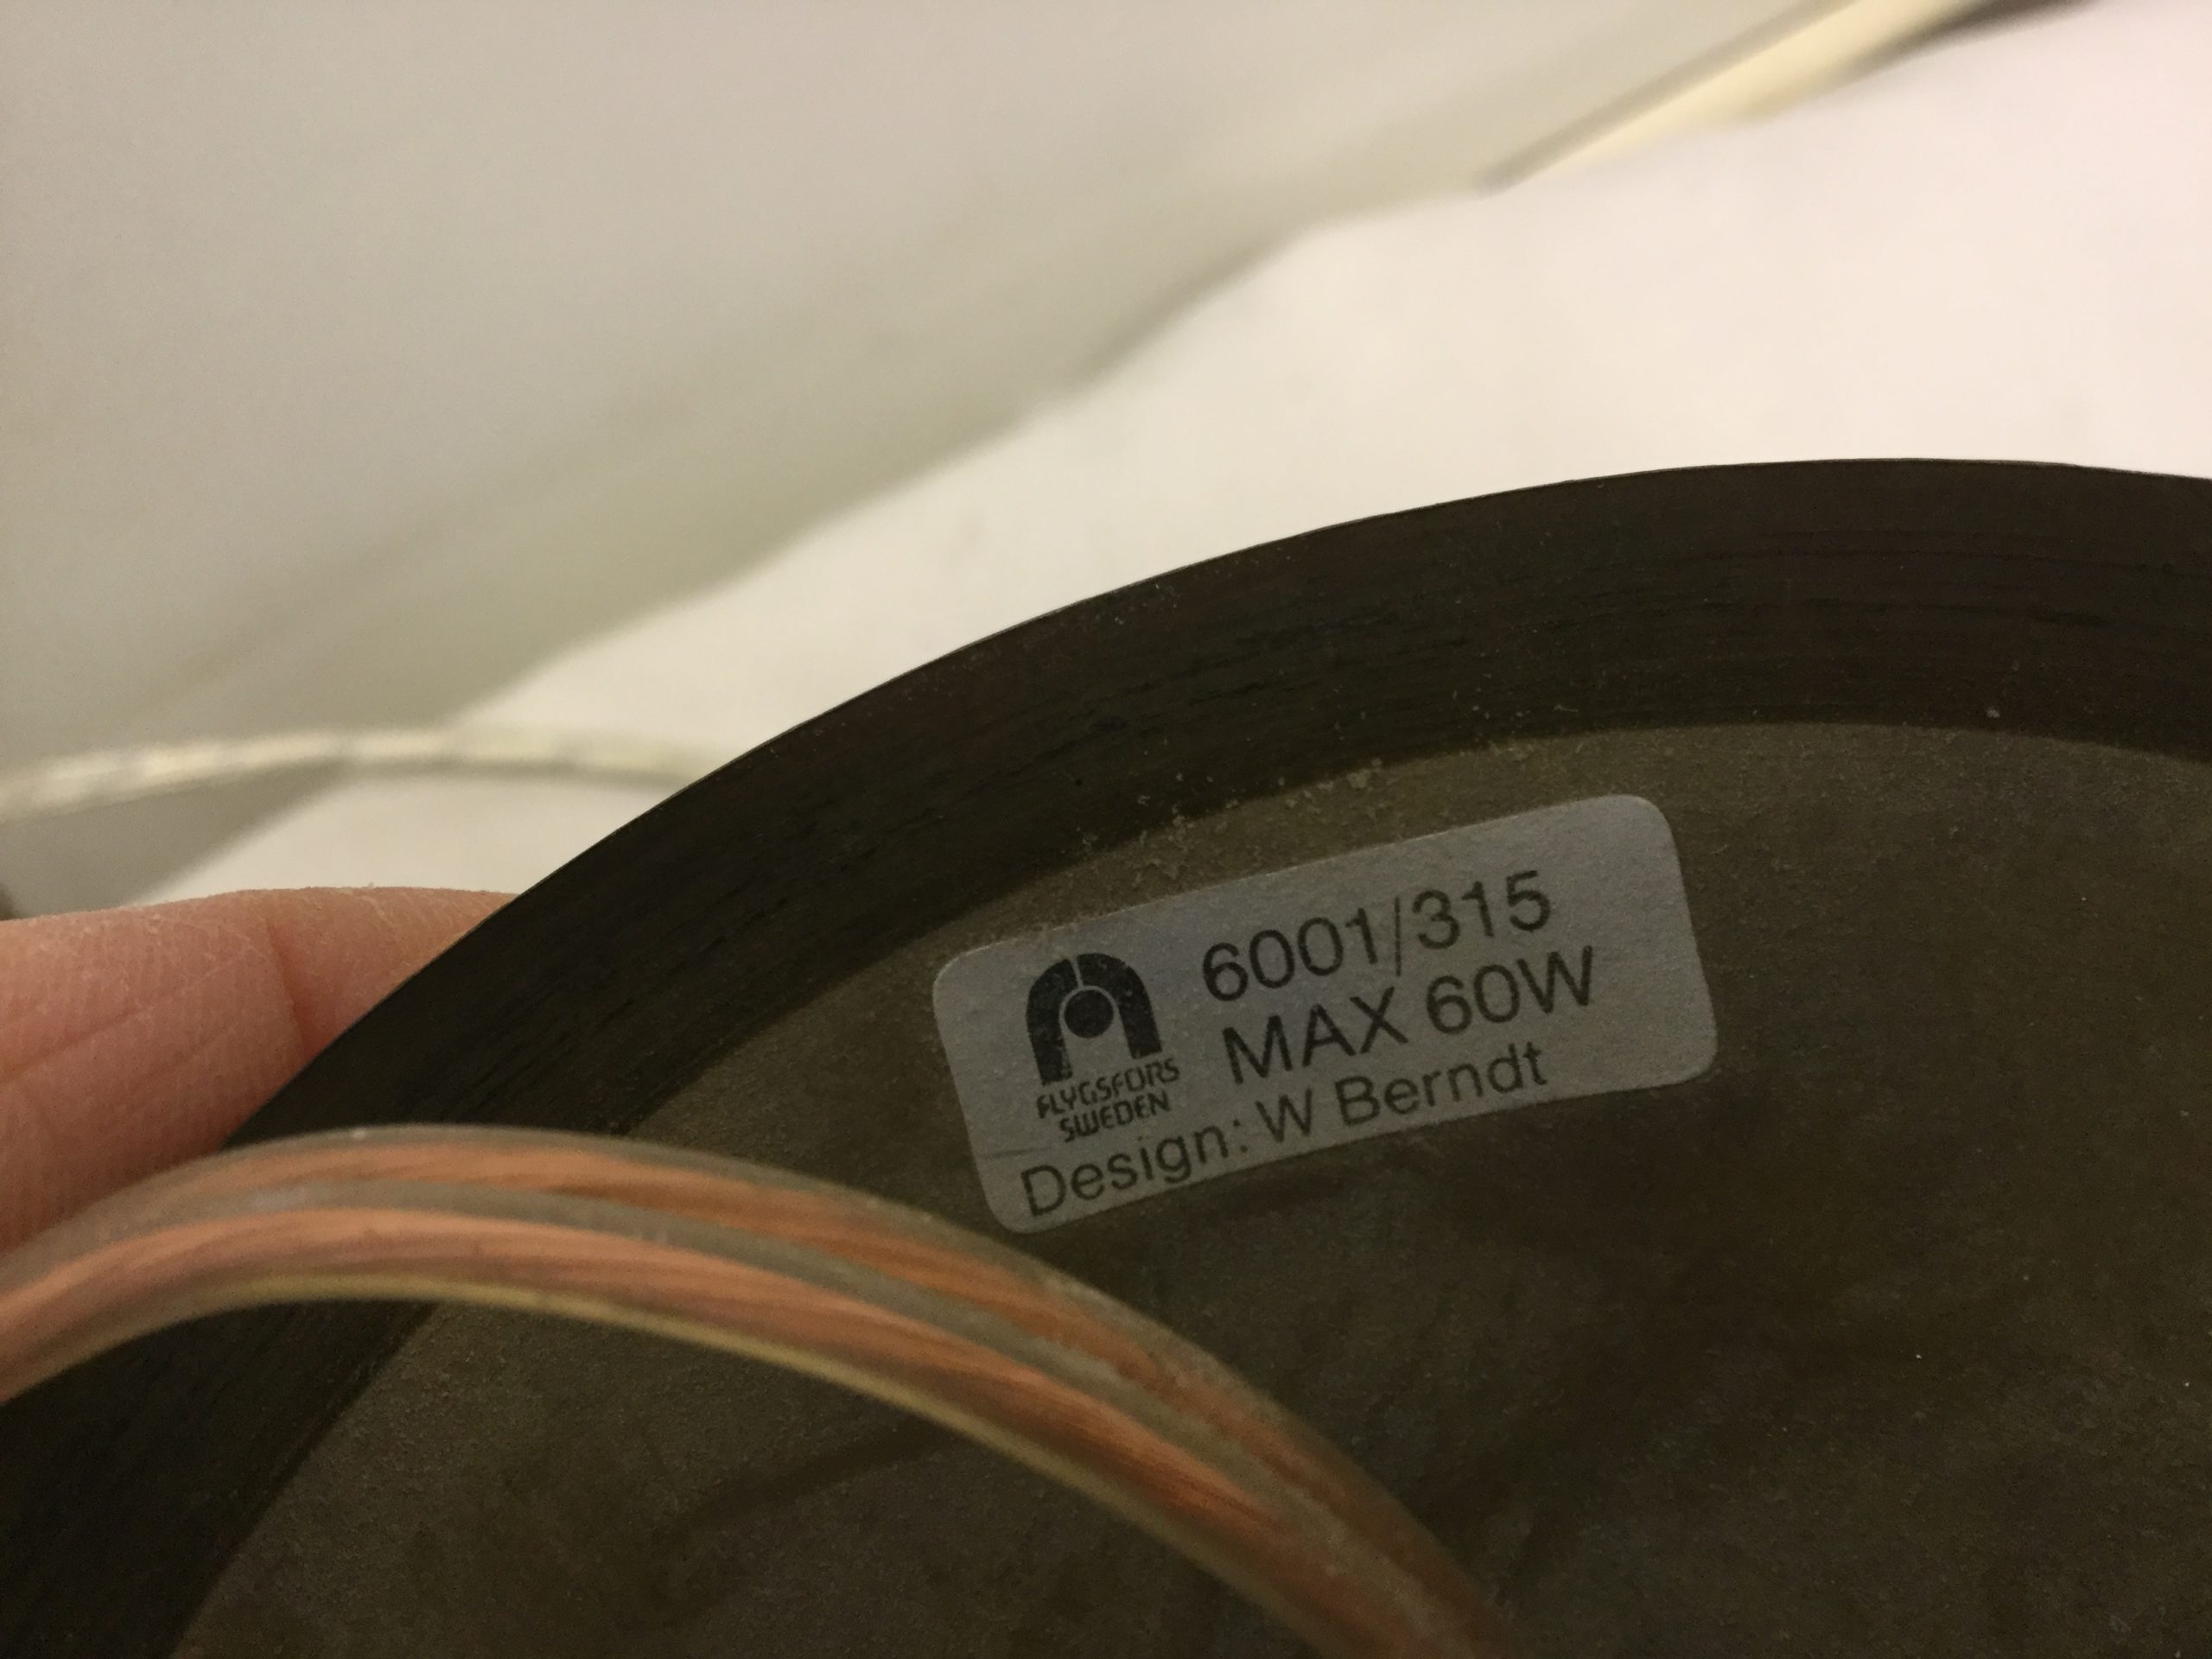 6001/315
MAX 60W
FLYGSFORS
SWEDEN
Design: W Berndt